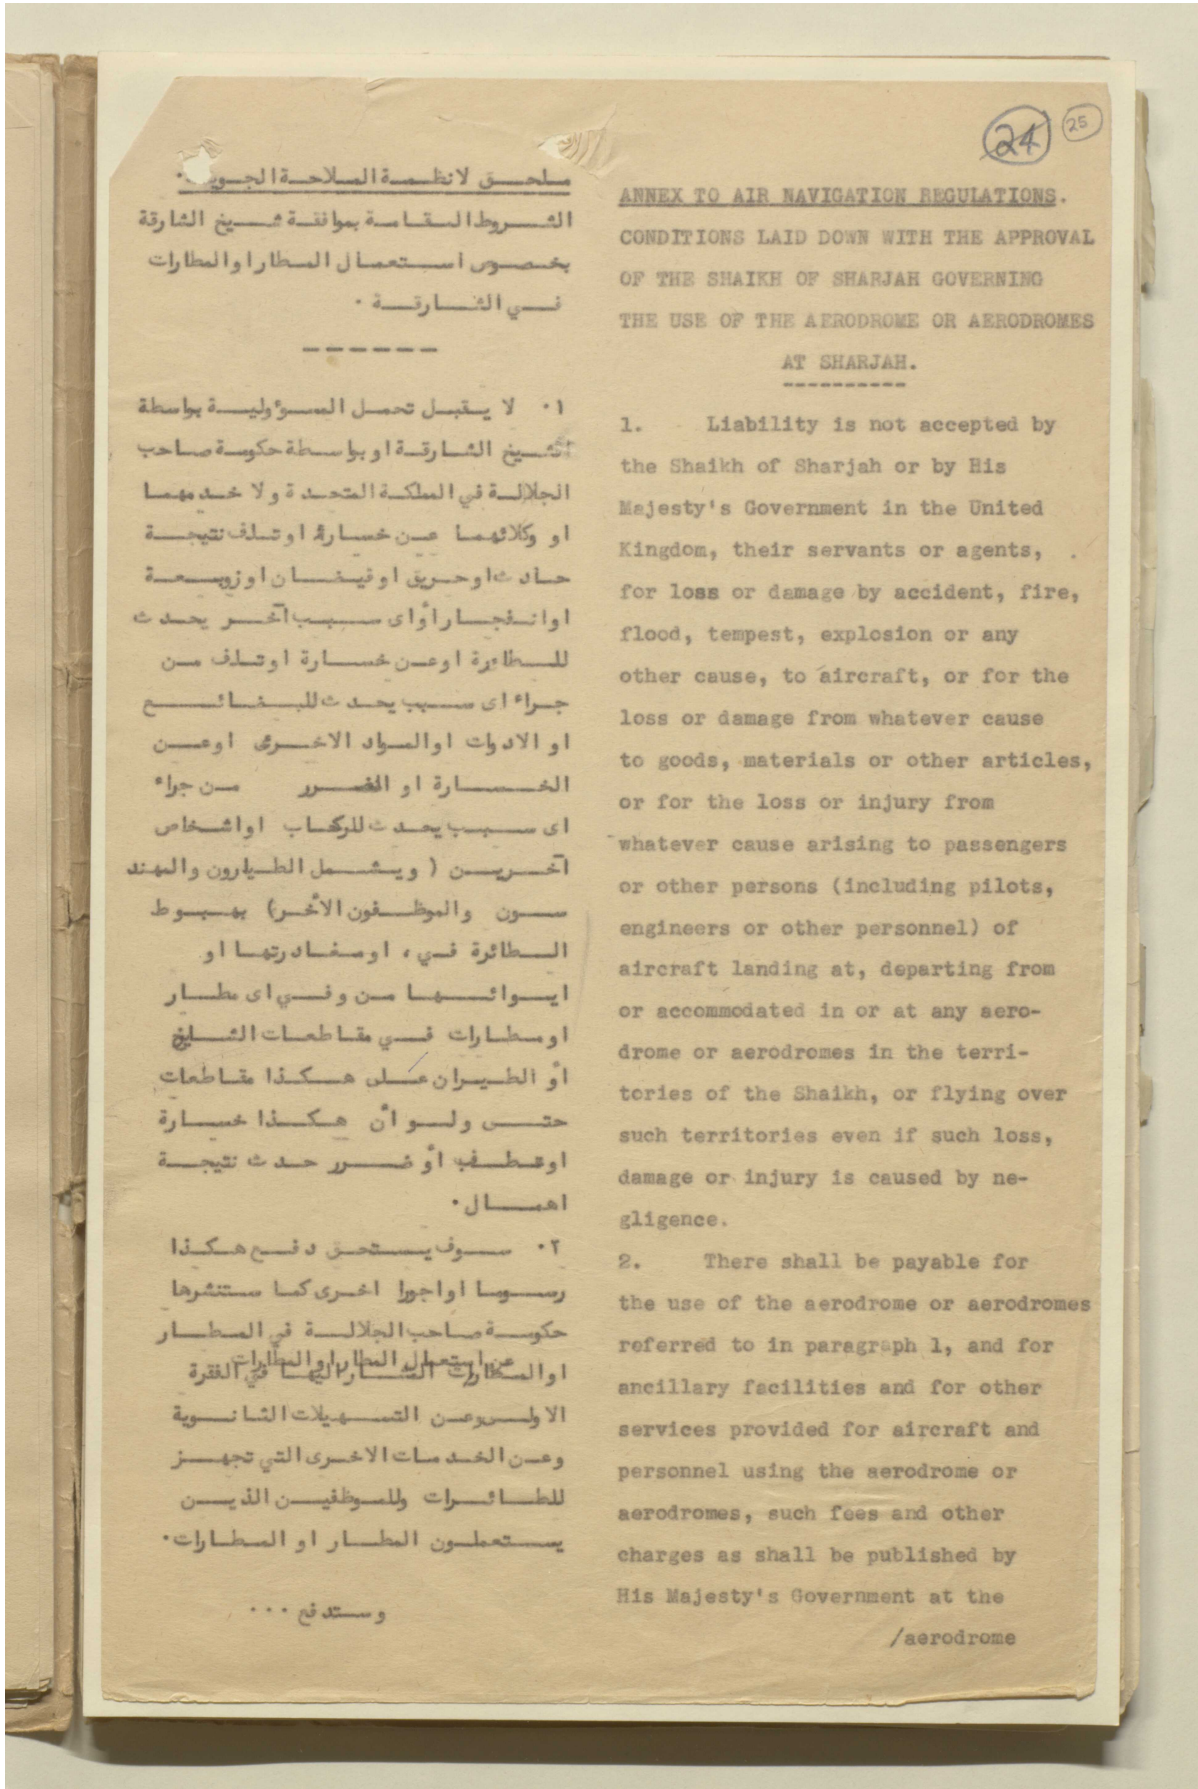 24
25
ملحق لانظمة الملاحة الجوية.
الشروط المقامة بموافقة شيخ الشارقة
بخصوص استعمال المطار او المطارات
في الشارقة .
------
١. لا يقبل تحمل المسؤولية بواسطة
شيخ الشارقة او بواسطة حكومة صاحب
الجلالة في المملكة المتحدة ولا خدمهما
او وكلائهما عن خسارة او تلف نتيجة
حادث او حريق او فيضان او زوبعة
او انفجار أو اى سبب آخر يحدث
للطائرة او عن خسارة او تلف من
جراء اى سبب يحدث للبضائع
او الادوات او المواد الاخرى او عن
الخسارة او الضرر من جراء
اى سبب يحدث للركاب او اشخاص
آخرين ( ويشمل الطيارون والمهند
سون والموظفون الأخر) بهبوط
الطائرة في ، او مغادرتها او
ايوائها من وفي اى مطار
او مطارات في مقاطعات الشيخ
أو الطيران على هكذا مقاطعات
حتى ولو أن هكذا خسارة
او عطف أو ضرر حدث نتيجة
اهمال.
٢. سوف يستحق دفع هكذا
رسوما او اجورا اخرى كما ستنشرها
حكومة صاحب الجلالة في المطار
عن استعمال المطار او المطارات
او المطارات المشار اليها في الفقرة
الاولى وعن التسهيلات الثانوية
وعن الخدمات الاخرى التي تجهز
للطائرات وللموظفين الذين
يستعملون المطار او المطارات.
وستدفع ...
ANNEX TO AIR NAVIGATION REGULATIONS.
CONDITIONS LAID DOWN WITH THE APPROVAL
OF THE SHAIKH OF SHARJAH GOVERNING
THE USE OF THE AERODROME OR AERODROMES
AT SHARJAH.
----------
1. Liability is not accepted by
the Shaikh of Sharjah or by His
Majesty's Government in the United
Kingdom, their servants or agents,
for loss or damage by accident, fire,
flood, tempest, explosion or any
other cause, to aircraft, or for the
loss or damage from whatever cause
to goods, materials or other articles,
or for the loss or injury from
whatever cause arising to passengers
or other persons (including pilots,
engineers or other personnel) of
aircraft landing at, departing from
or accommodated in or at any aero-
drome or aerodromes in the terri-
tories of the Shaikh, or flying over
such territories even if such loss,
damage or injury is caused by ne-
gligence.
2. There shall be payable for
the use of the aerodrome or aerodromes
referred to in paragraph 1, and for
ancillary facilities and for other
services provided for aircraft and
personnel using the aerodrome or
aerodromes, such fees and other
charges as shall be published by
His Majesty's Government at the
/aerodrome